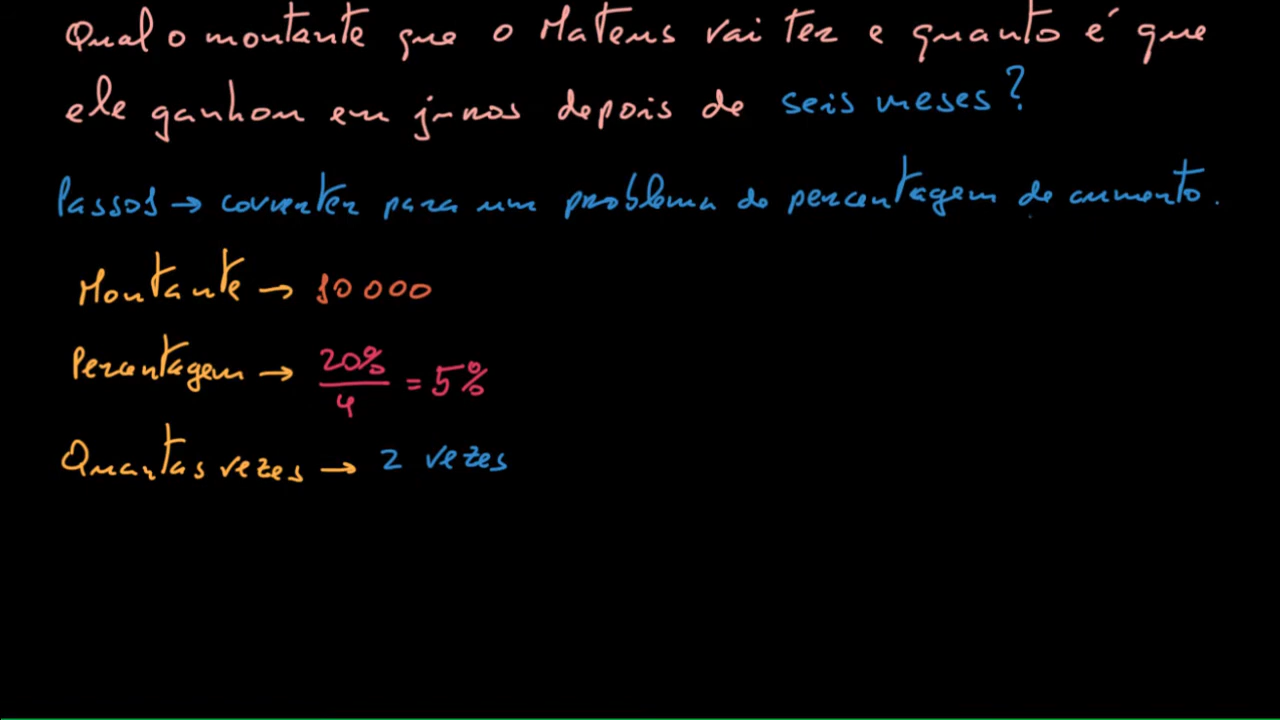 Qual o montante que o Mateus vai ter e quanto é que
ele ganhou em juros depois de seis meses?
Passos → converter para um problema de percentagem de aumento.
Montante → 10 000
Percentagem → 20% / 4 = 5%
Quantas vezes → 2 vezes